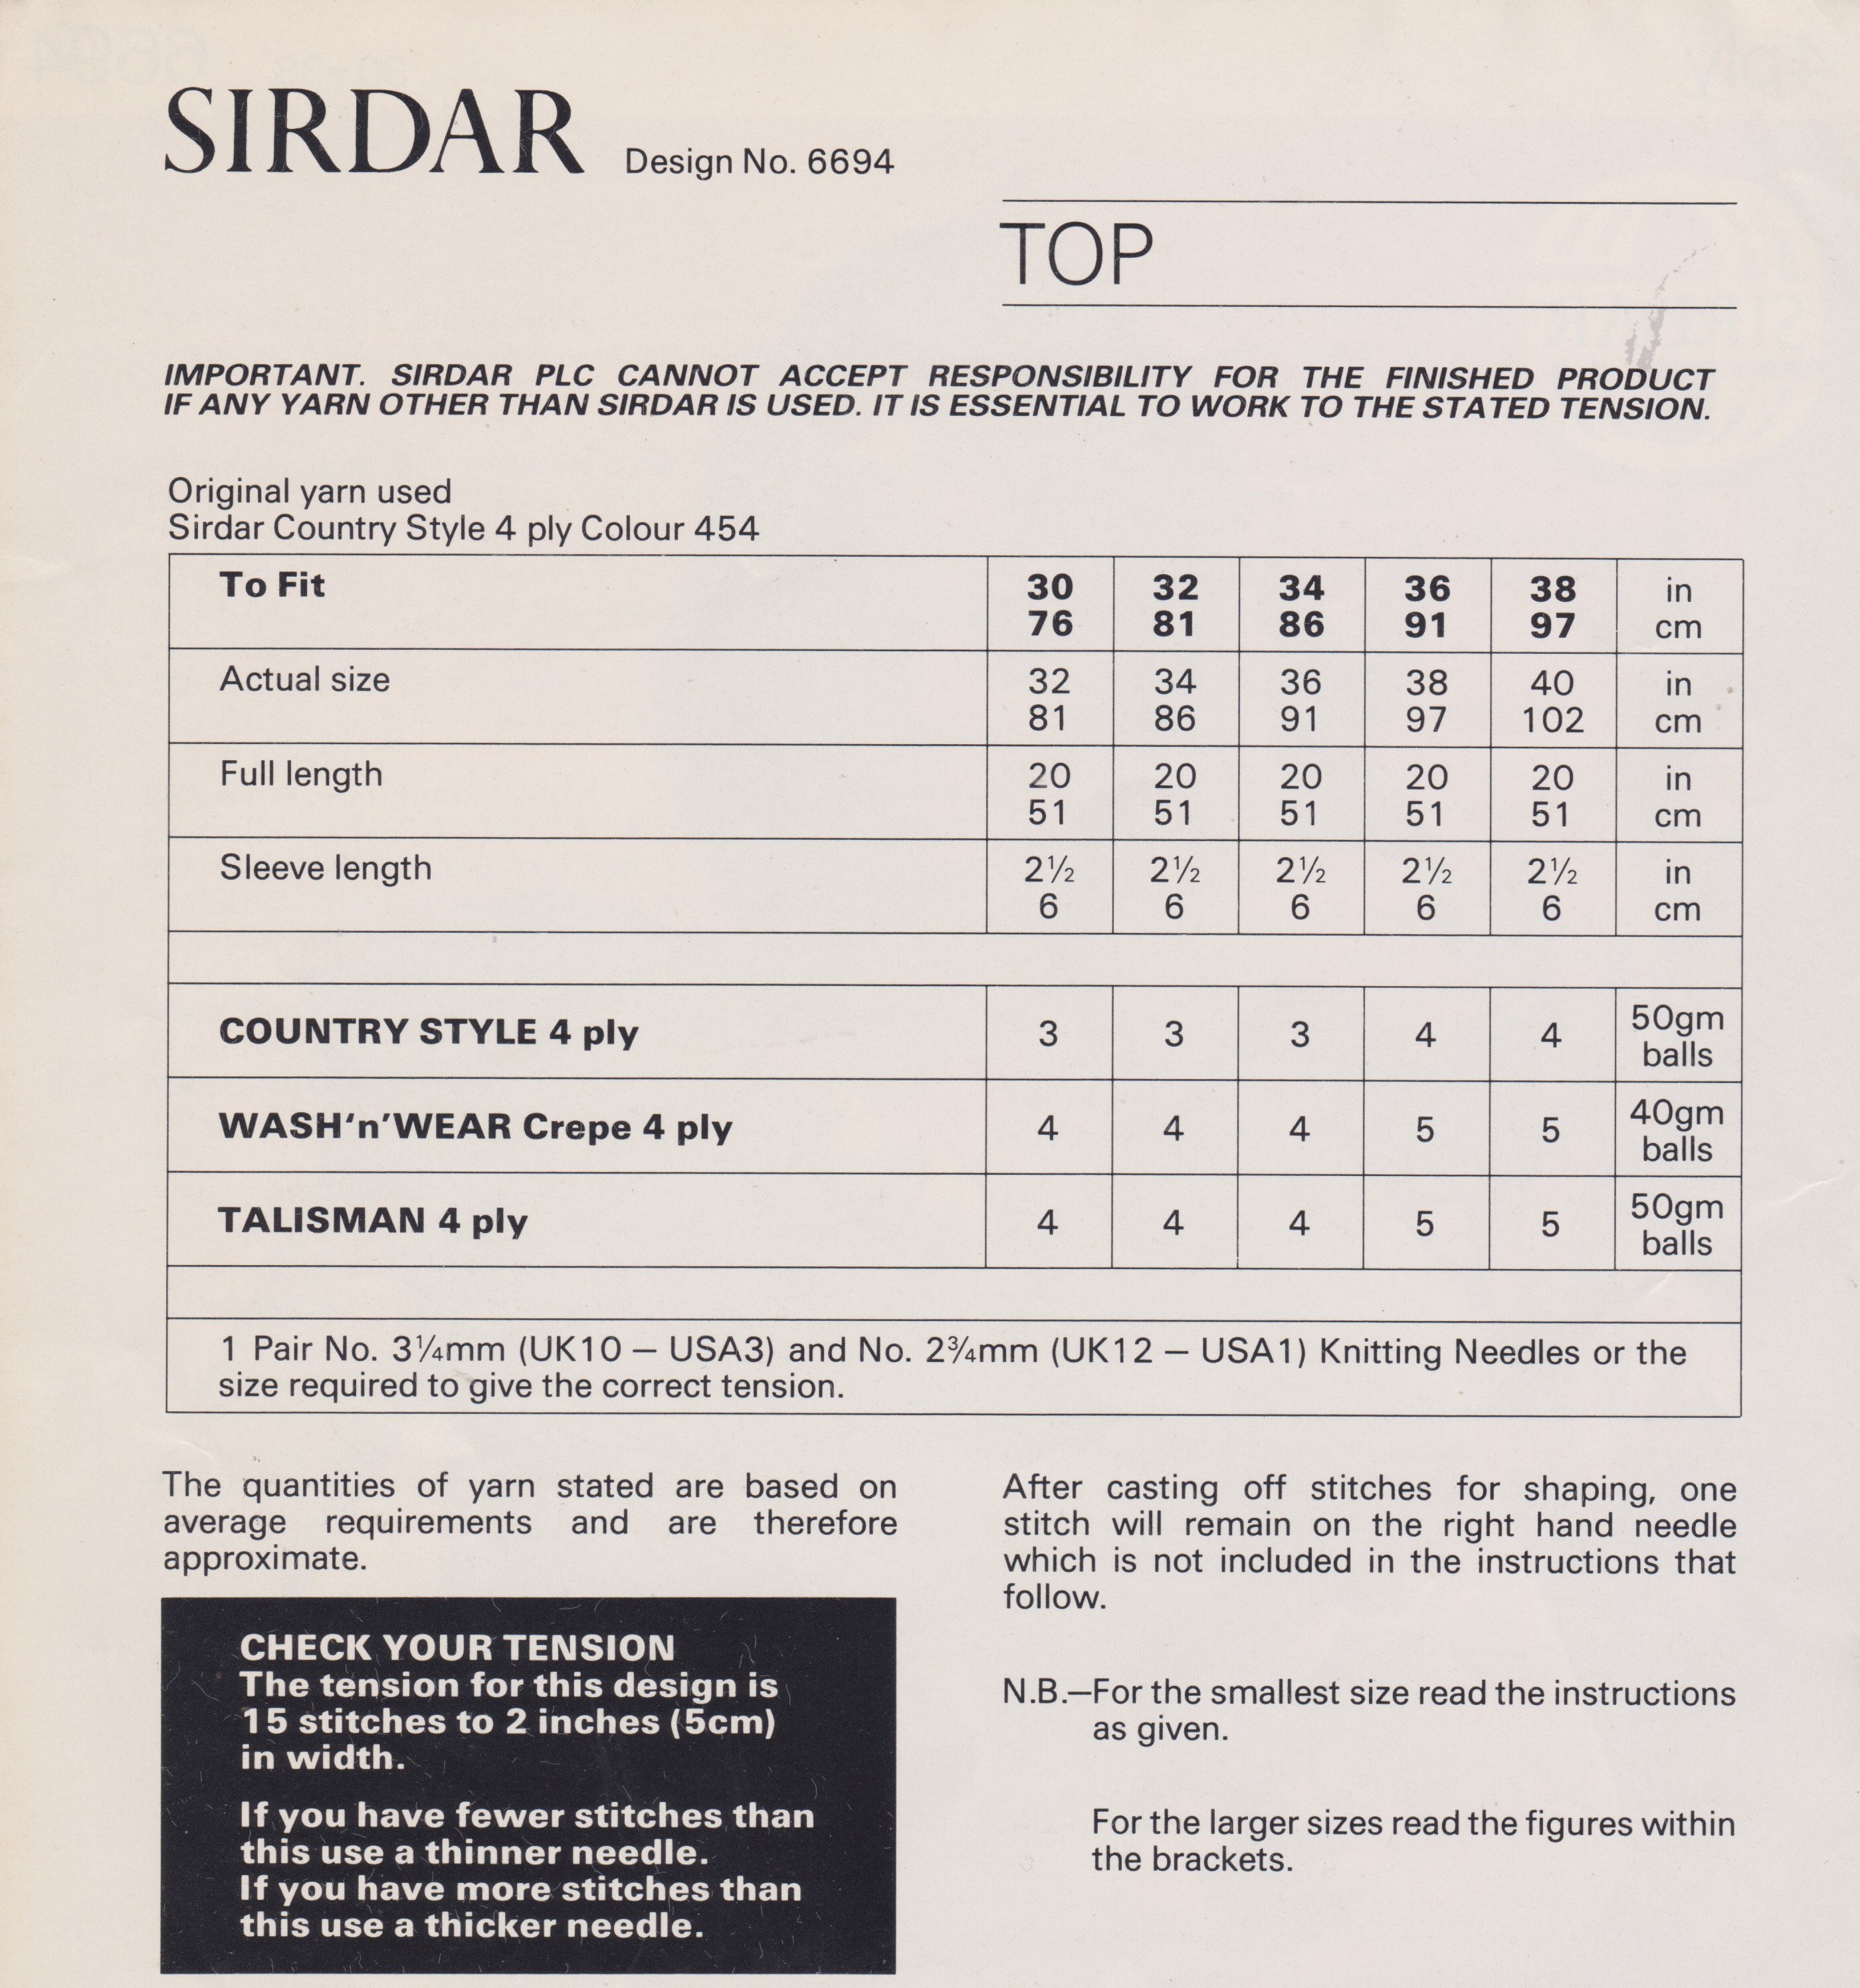 SIRDAR Design No. 6694
TOP
IMPORTANT. SIRDAR PLC CANNOT ACCEPT RESPONSIBILITY FOR THE FINISHED PRODUCT
IF ANY YARN OTHER THAN SIRDAR IS USED. IT IS ESSENTIAL TO WORK TO THE STATED TENSION.
Original yarn used
Sirdar Country Style 4 ply Colour 454
To Fit 30 32 34 36 38 in
76 81 86 91 97 cm
Actual size 32 34 36 38 40 in
81 86 91 97 102 cm
Full length 20 20 20 20 20 in
51 51 51 51 51 cm
Sleeve length 2½ 2½ 2½ 2½ 2½ in
6 6 6 6 6 cm
COUNTRY STYLE 4 ply 3 3 3 4 4 50gm
balls
WASH‘n’WEAR Crepe 4 ply 4 4 4 5 5 40gm
balls
TALISMAN 4 ply 4 4 4 5 5 50gm
balls
1 Pair No. 3¼mm (UK10 – USA3) and No. 2¾mm (UK12 – USA1) Knitting Needles or the
size required to give the correct tension.
The quantities of yarn stated are based on
average requirements and are therefore
approximate.
CHECK YOUR TENSION
The tension for this design is
15 stitches to 2 inches (5cm)
in width.
If you have fewer stitches than
this use a thinner needle.
If you have more stitches than
this use a thicker needle.
After casting off stitches for shaping, one
stitch will remain on the right hand needle
which is not included in the instructions that
follow.
N.B.—For the smallest size read the instructions
as given.
For the larger sizes read the figures within
the brackets.